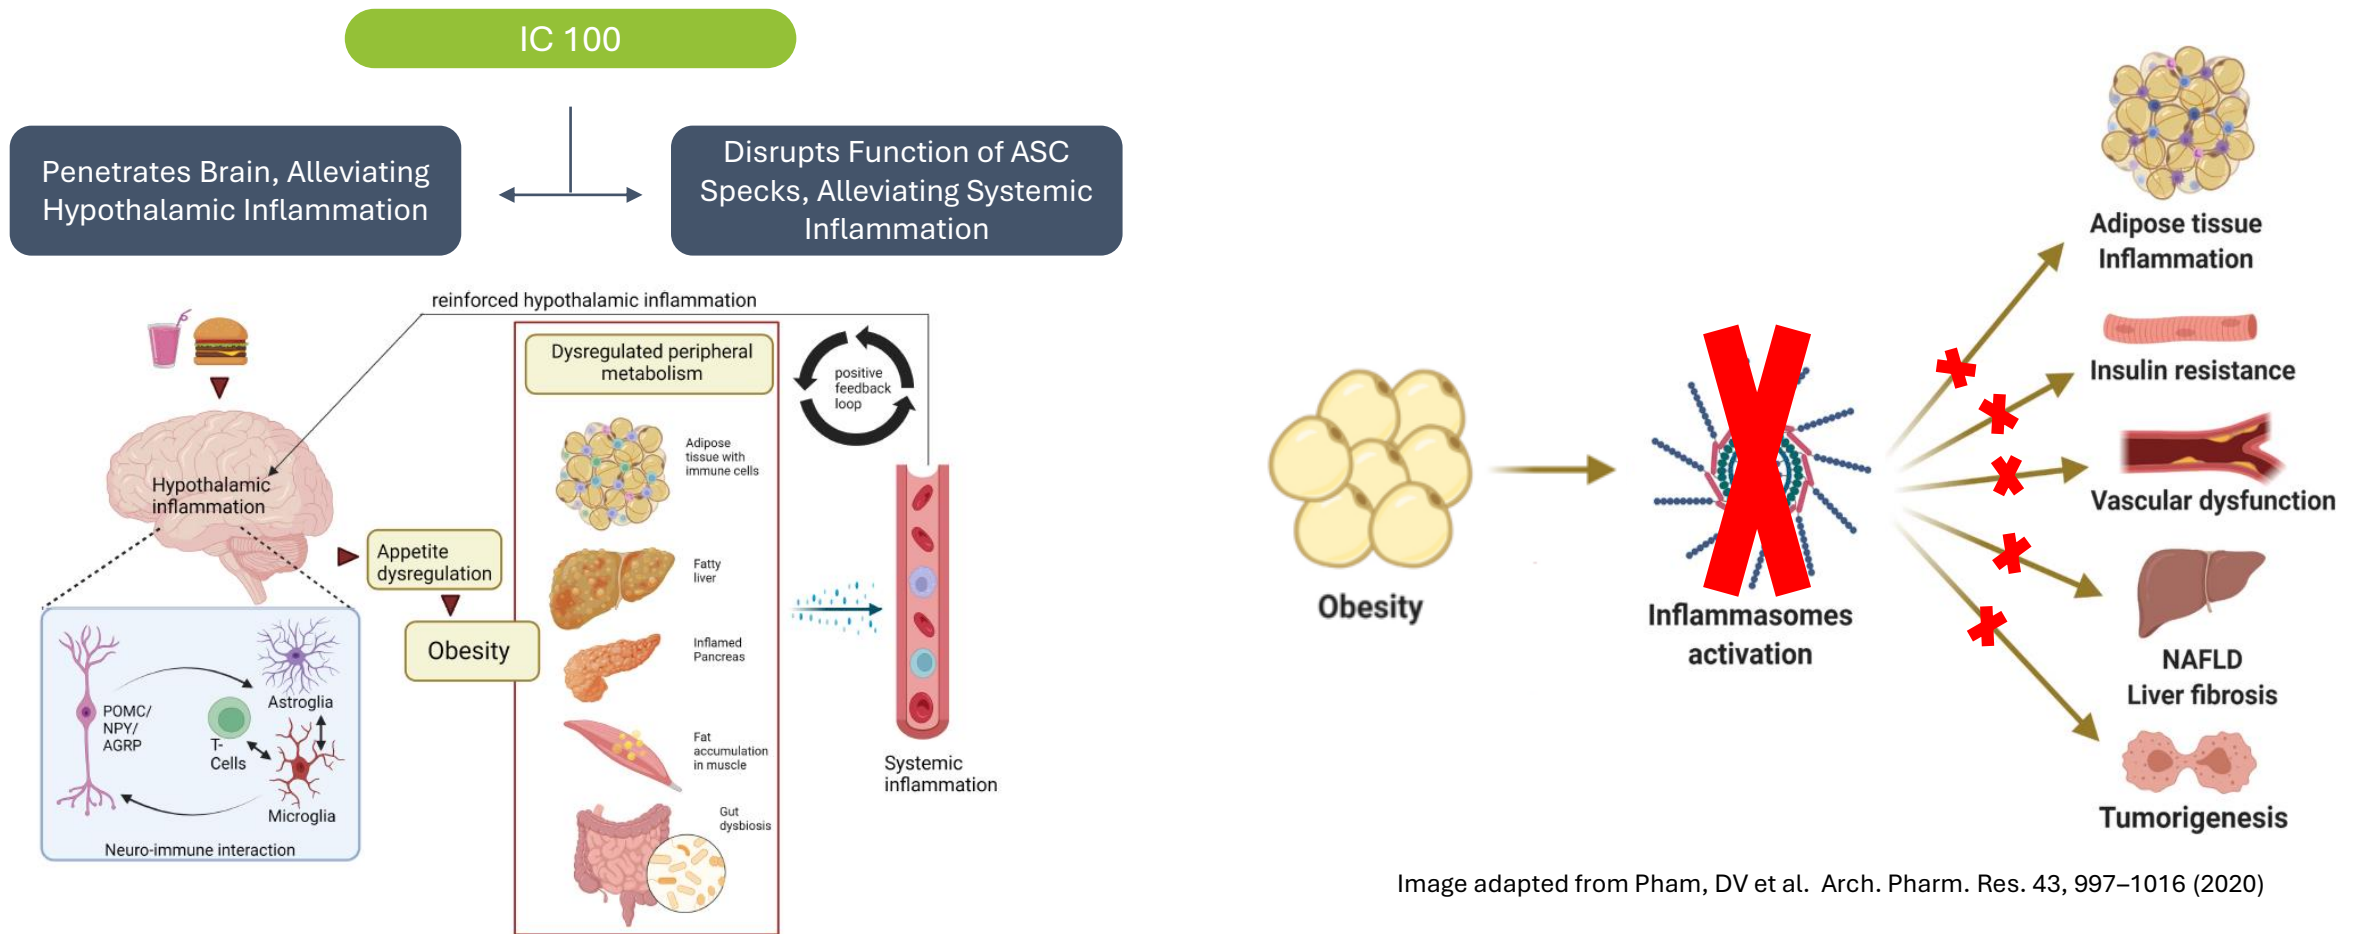 IC 100
Penetrates Brain, Alleviating
Hypothalamic Inflammation
Disrupts Function of ASC
Specks, Alleviating Systemic
Inflammation
reinforced hypothalamic inflammation
Dysregulated peripheral
metabolism
positive
feedback
loop
Adipose
tissue with
immune cells
Hypothalamic
inflammation
Appetite
dysregulation
Fatty
liver
Obesity
Inflamed
Pancreas
Astroglia
POMC/
NPY/
AGRP
T-
Cells
Microglia
Neuro-immune interaction
Fat
accumulation
in muscle
Gut
dysbiosis
Systemic
inflammation
Obesity
Inflammasomes
activation
Adipose tissue
Inflammation
Insulin resistance
Vascular dysfunction
NAFLD
Liver fibrosis
Tumorigenesis
Image adapted from Pham, DV et al. Arch. Pharm. Res. 43, 997–1016 (2020)